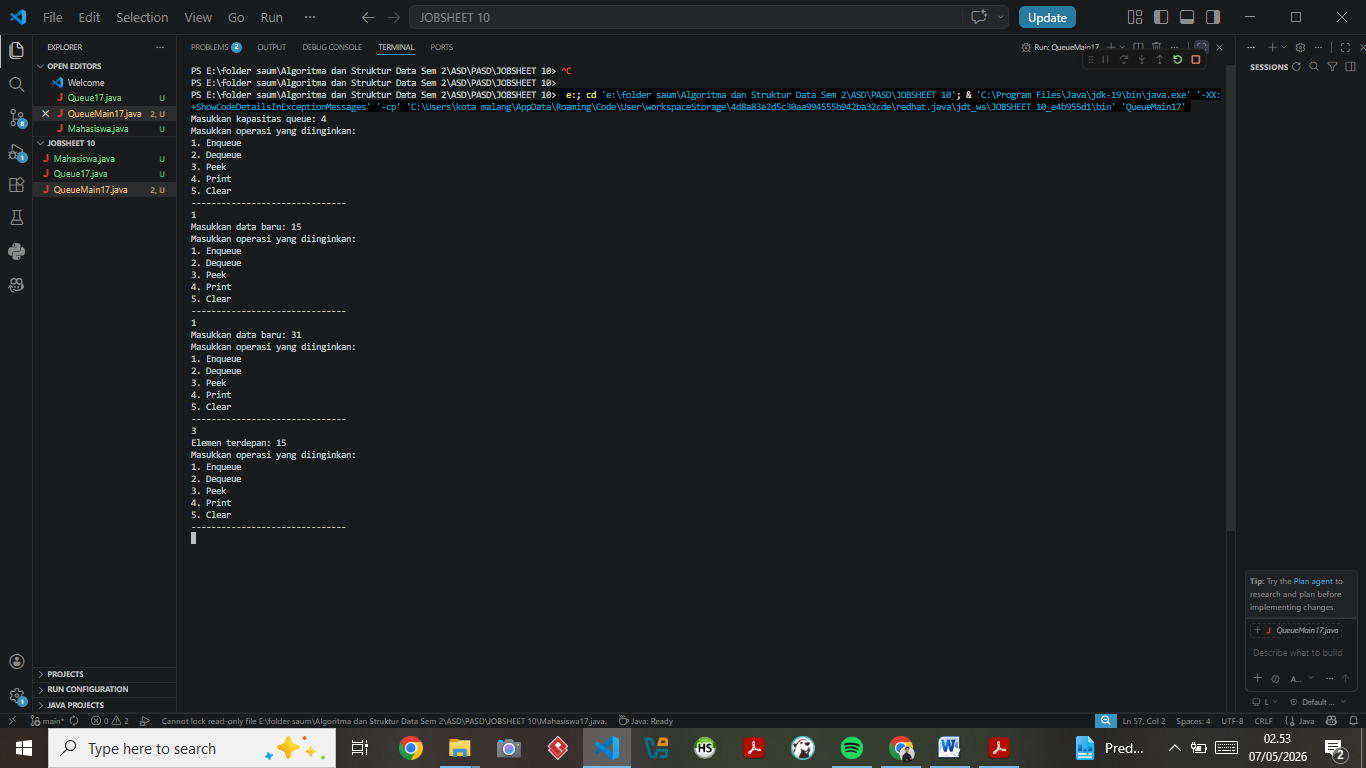 File Edit Selection View Go Run ··· JOBSHEET 10 Update
EXPLORER ···
OPEN EDITORS
Welcome
J Queue17.java U
J QueueMain17.java 2, U
J Mahasiswa.java U
JOBSHEET 10
J Mahasiswa.java U
J Queue17.java U
J QueueMain17.java 2, U
PROJECTS
RUN CONFIGURATION
JAVA PROJECTS
PROBLEMS 2 OUTPUT DEBUG CONSOLE TERMINAL PORTS Run: QueueMain17
PS E:\folder saum\Algoritma dan Struktur Data Sem 2\ASD\PASD\JOBSHEET 10> ^C
PS E:\folder saum\Algoritma dan Struktur Data Sem 2\ASD\PASD\JOBSHEET 10>
PS E:\folder saum\Algoritma dan Struktur Data Sem 2\ASD\PASD\JOBSHEET 10> e:; cd 'e:\folder saum\Algoritma dan Struktur Data Sem 2\ASD\PASD\JOBSHEET 10'; & 'C:\Program Files\Java\jdk-19\bin\java.exe' '-XX:
+ShowCodeDetailsInExceptionMessages' '-cp' 'C:\Users\kota malang\AppData\Roaming\Code\User\workspaceStorage\4d8a83e2d5c30aa994555b942ba32cde\redhat.java\jdt_ws\JOBSHEET 10_e4b955d1\bin' 'QueueMain17'
Masukkan kapasitas queue: 4
Masukkan operasi yang diinginkan:
1. Enqueue
2. Dequeue
3. Peek
4. Print
5. Clear
-------------------------------
1
Masukkan data baru: 15
Masukkan operasi yang diinginkan:
1. Enqueue
2. Dequeue
3. Peek
4. Print
5. Clear
-------------------------------
1
Masukkan data baru: 31
Masukkan operasi yang diinginkan:
1. Enqueue
2. Dequeue
3. Peek
4. Print
5. Clear
-------------------------------
3
Elemen terdepan: 15
Masukkan operasi yang diinginkan:
1. Enqueue
2. Dequeue
3. Peek
4. Print
5. Clear
-------------------------------
SESSIONS
Tip: Try the Plan agent to
research and plan before
implementing changes.
J QueueMain17.java
Describe what to build
A... ···
L Default ...
main* 0 2 Cannot lock read-only file E:\folder saum\Algoritma dan Struktur Data Sem 2\ASD\PASD\JOBSHEET 10\Mahasiswa17.java. Java: Ready Ln 57, Col 2 Spaces: 4 UTF-8 CRLF {} Java
Type here to search HS Pred... 02.53
07/05/2026 2